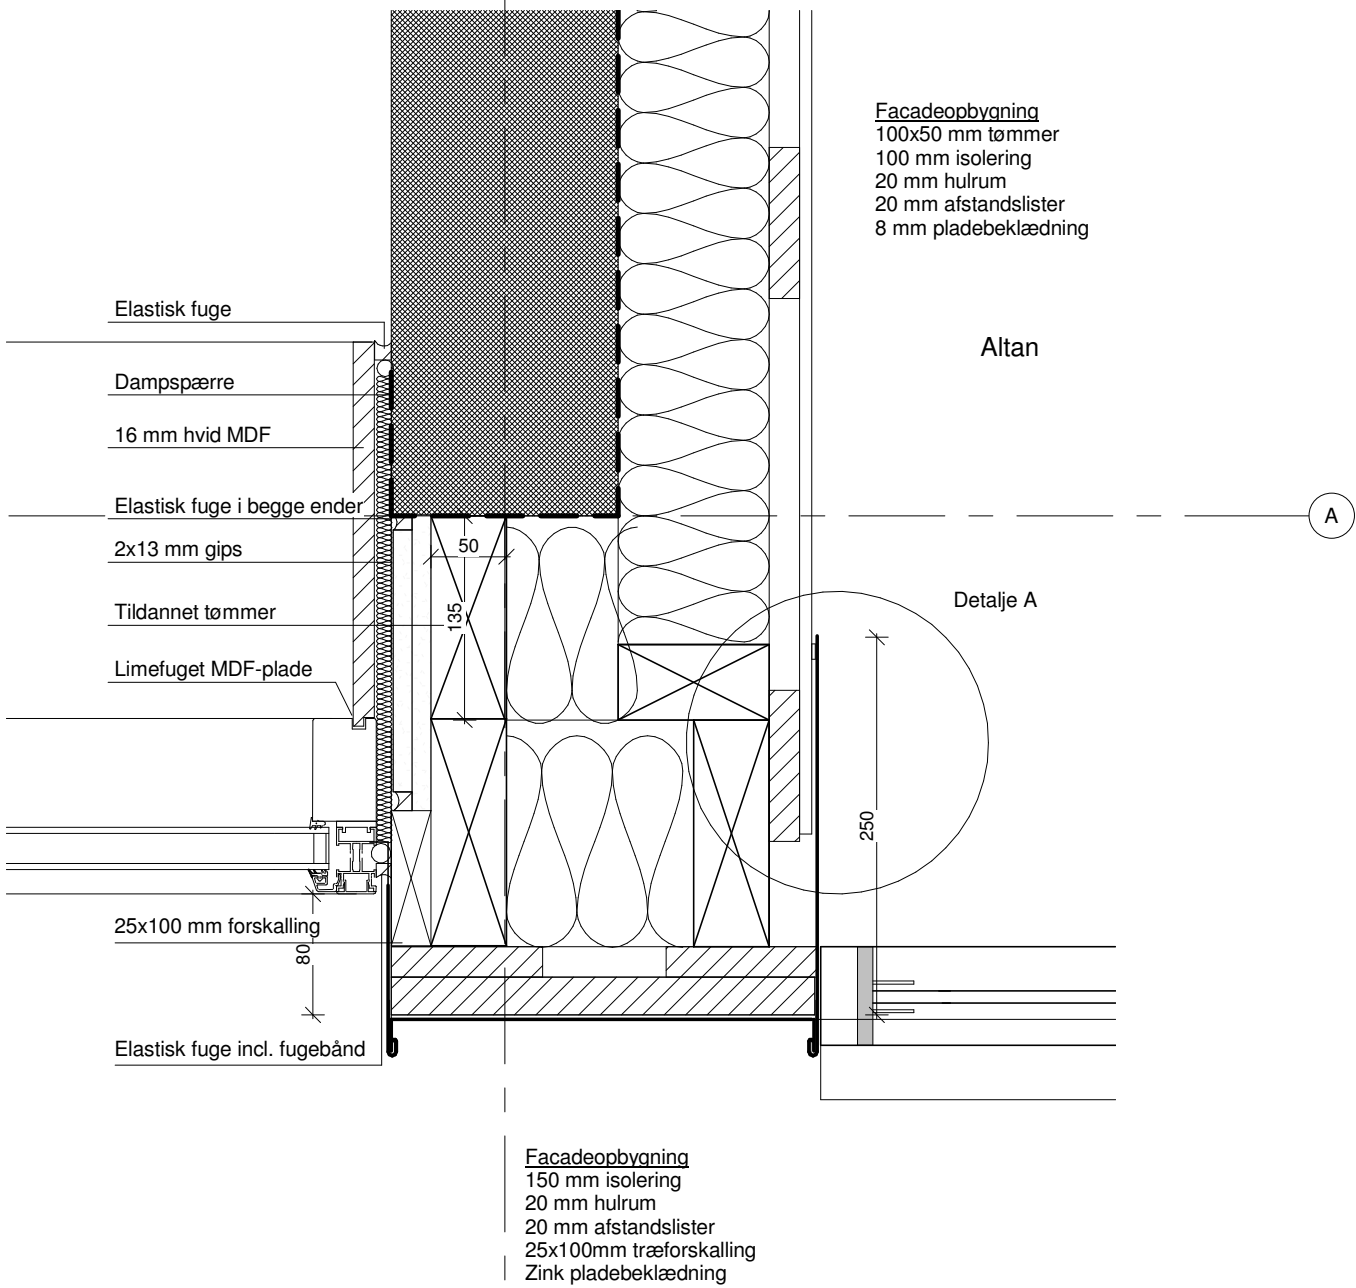 Facadeopbygning
100x50 mm tømmer
100 mm isolering
20 mm hulrum
20 mm afstandslister
8 mm pladebeklædning
Elastisk fuge
Altan
Dampspærre
16 mm hvid MDF
Elastisk fuge i begge ender
A
50
2x13 mm gips
Detalje A
Tildannet tømmer
135
Limefuget MDF-plade
250
25x100 mm forskalling
80
Elastisk fuge incl. fugebånd
Facadeopbygning
150 mm isolering
20 mm hulrum
20 mm afstandslister
25x100mm træforskalling
Zink pladebeklædning